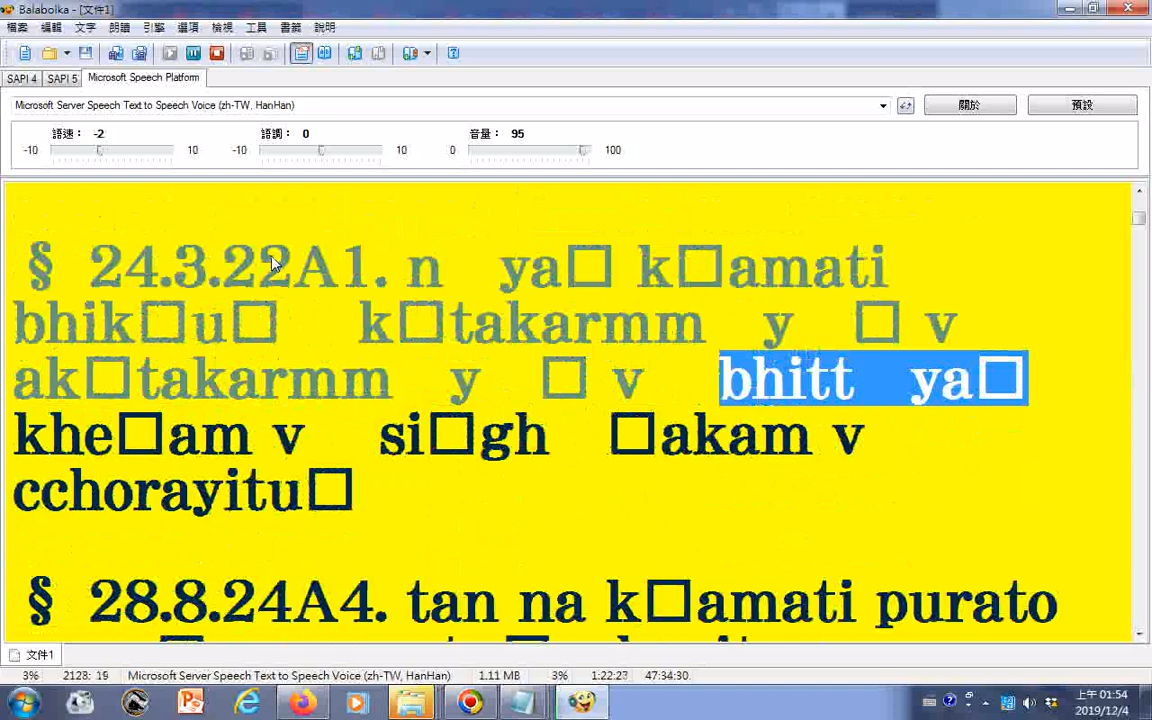 Balabolka - [文件1]
檔案 編輯 文字 朗讀 引擎 選項 檢視 工具 書籤 說明
SAPI 4 SAPI 5 Microsoft Speech Platform
Microsoft Server Speech Text to Speech Voice (zh-TW, HanHan) 關於 預設
語速： -2 語調： 0 音量： 95
-10 10 -10 10 0 100
§ 24.3.22A1. n ya□ k□amati
bhik□u□ k□takarmm y □ v
ak□takarmm y □ v bhitt ya□
khe□am v si□gh □akam v
cchorayitu□
§ 28.8.24A4. tan na k□amati purato
文件1
3% 2128: 19 Microsoft Server Speech Text to Speech Voice (zh-TW, HanHan) 1.11 MB 3% 1:22:27 47:34:30
上午 01:54
2019/12/4